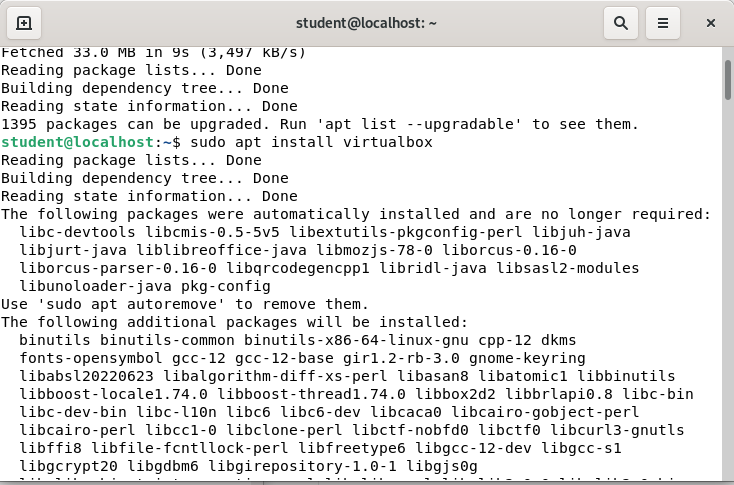 student@localhost: ~
Fetched 33.0 MB in 9s (3,497 kB/s)
Reading package lists... Done
Building dependency tree... Done
Reading state information... Done
1395 packages can be upgraded. Run 'apt list --upgradable' to see them.
student@localhost:~$ sudo apt install virtualbox
Reading package lists... Done
Building dependency tree... Done
Reading state information... Done
The following packages were automatically installed and are no longer required:
  libc-devtools libcmis-0.5-5v5 libextutils-pkgconfig-perl libjuh-java
  libjurt-java liblibreoffice-java libmozjs-78-0 liborcus-0.16-0
  liborcus-parser-0.16-0 libqrcodegencpp1 libridl-java libsasl2-modules
  libunoloader-java pkg-config
Use 'sudo apt autoremove' to remove them.
The following additional packages will be installed:
  binutils binutils-common binutils-x86-64-linux-gnu cpp-12 dkms
  fonts-opensymbol gcc-12 gcc-12-base gir1.2-rb-3.0 gnome-keyring
  libabsl20220623 libalgorithm-diff-xs-perl libasan8 libatomic1 libbinutils
  libboost-locale1.74.0 libboost-thread1.74.0 libbox2d2 libbrlapi0.8 libc-bin
  libc-dev-bin libc-l10n libc6 libc6-dev libcaca0 libcairo-gobject-perl
  libcairo-perl libcc1-0 libclone-perl libctf-nobfd0 libctf0 libcurl3-gnutls
  libffi8 libfile-fcntllock-perl libfreetype6 libgcc-12-dev libgcc-s1
  libgcrypt20 libgdbm6 libgirepository-1.0-1 libgjs0g